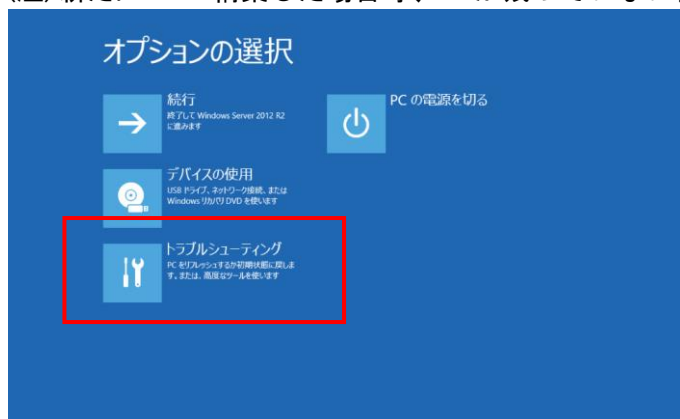 オプションの選択
続行
終了して Windows Server 2012 R2
に進みます
PC の電源を切る
デバイスの使用
USB ドライブ、ネットワーク接続、または
Windows リカバリ DVD を使います
トラブルシューティング
PC をリフレッシュするか初期状態に戻しま
す。または、高度なツールを使います